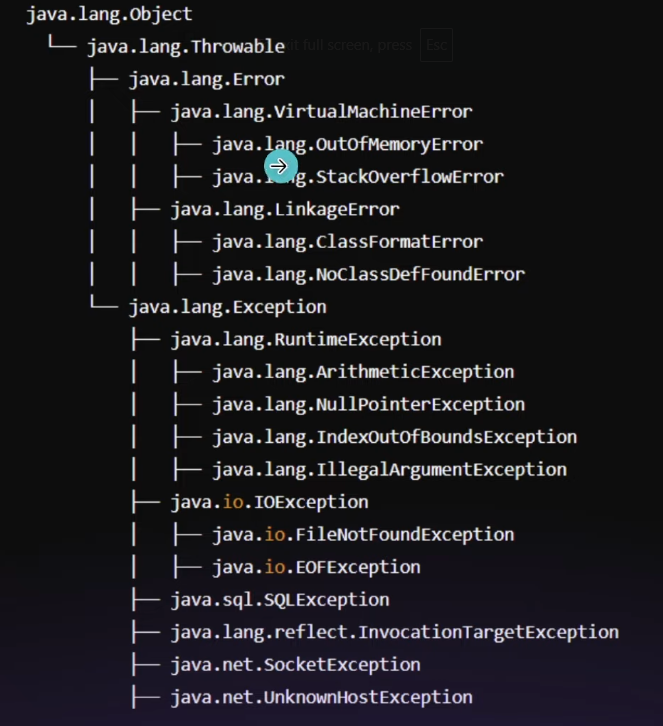 java.lang.Object
└── java.lang.Throwable
├── java.lang.Error
│ ├── java.lang.VirtualMachineError
│ │ ├── java.lang.OutOfMemoryError
│ │ ├── java.lang.StackOverflowError
│ ├── java.lang.LinkageError
│ │ ├── java.lang.ClassFormatError
│ │ ├── java.lang.NoClassDefFoundError
└── java.lang.Exception
├── java.lang.RuntimeException
│ ├── java.lang.ArithmeticException
│ ├── java.lang.NullPointerException
│ ├── java.lang.IndexOutOfBoundsException
│ ├── java.lang.IllegalArgumentException
├── java.io.IOException
│ ├── java.io.FileNotFoundException
│ ├── java.io.EOFException
├── java.sql.SQLException
├── java.lang.reflect.InvocationTargetException
├── java.net.SocketException
├── java.net.UnknownHostException
it full screen, press Esc